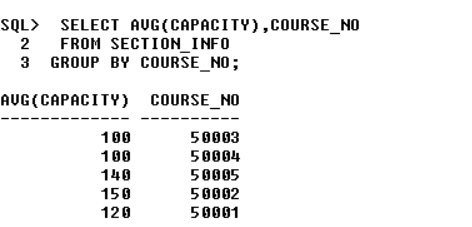 SQL>  SELECT AVG(CAPACITY),COURSE_NO
  2   FROM SECTION_INFO
  3  GROUP BY COURSE_NO;
AVG(CAPACITY)  COURSE_NO
------------- ----------
          100      50003
          100      50004
          140      50005
          150      50002
          120      50001